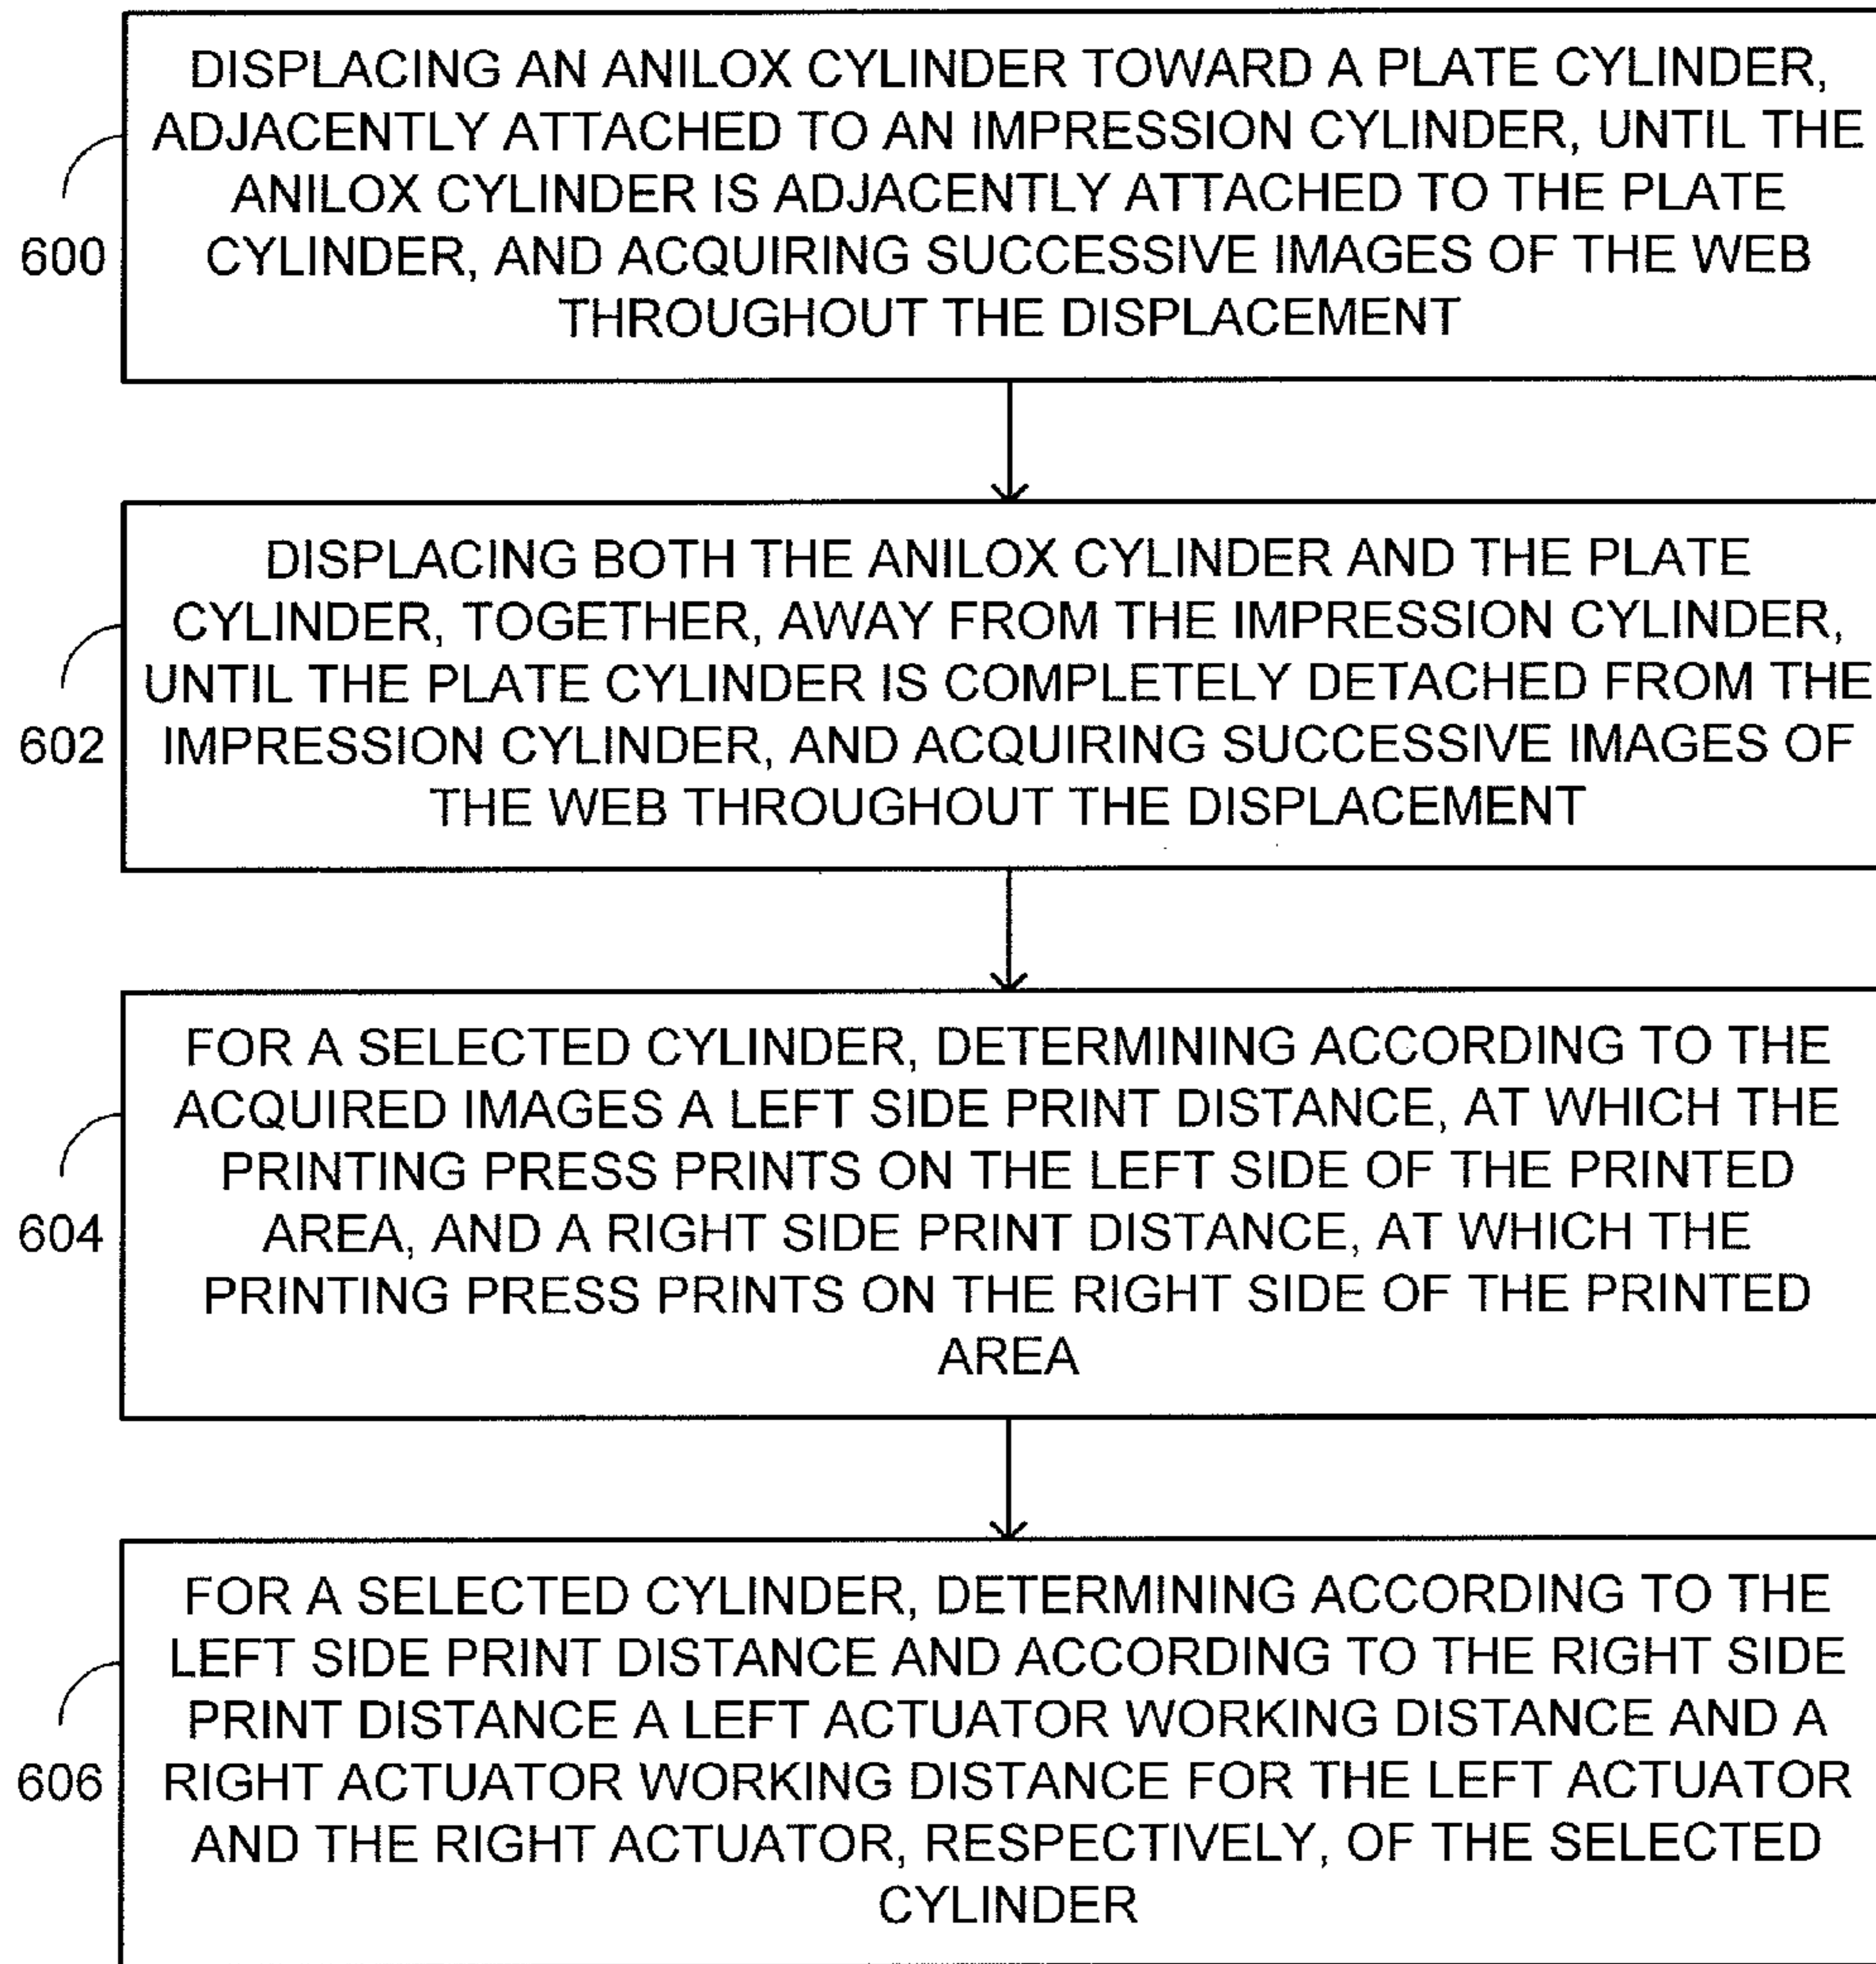 DISPLACING AN ANILOX CYLINDER TOWARD A PLATE CYLINDER,
ADJACENTLY ATTACHED TO AN IMPRESSION CYLINDER, UNTIL THE
ANILOX CYLINDER IS ADJACENTLY ATTACHED TO THE PLATE
CYLINDER, AND ACQUIRING SUCCESSIVE IMAGES OF THE WEB
THROUGHOUT THE DISPLACEMENT
600
DISPLACING BOTH THE ANILOX CYLINDER AND THE PLATE
CYLINDER, TOGETHER, AWAY FROM THE IMPRESSION CYLINDER,
UNTIL THE PLATE CYLINDER IS COMPLETELY DETACHED FROM THE
IMPRESSION CYLINDER, AND ACQUIRING SUCCESSIVE IMAGES OF
THE WEB THROUGHOUT THE DISPLACEMENT
602
FOR A SELECTED CYLINDER, DETERMINING ACCORDING TO THE
ACQUIRED IMAGES A LEFT SIDE PRINT DISTANCE, AT WHICH THE
PRINTING PRESS PRINTS ON THE LEFT SIDE OF THE PRINTED
AREA, AND A RIGHT SIDE PRINT DISTANCE, AT WHICH THE
PRINTING PRESS PRINTS ON THE RIGHT SIDE OF THE PRINTED
AREA
604
FOR A SELECTED CYLINDER, DETERMINING ACCORDING TO THE
LEFT SIDE PRINT DISTANCE AND ACCORDING TO THE RIGHT SIDE
PRINT DISTANCE A LEFT ACTUATOR WORKING DISTANCE AND A
RIGHT ACTUATOR WORKING DISTANCE FOR THE LEFT ACTUATOR
AND THE RIGHT ACTUATOR, RESPECTIVELY, OF THE SELECTED
CYLINDER
606